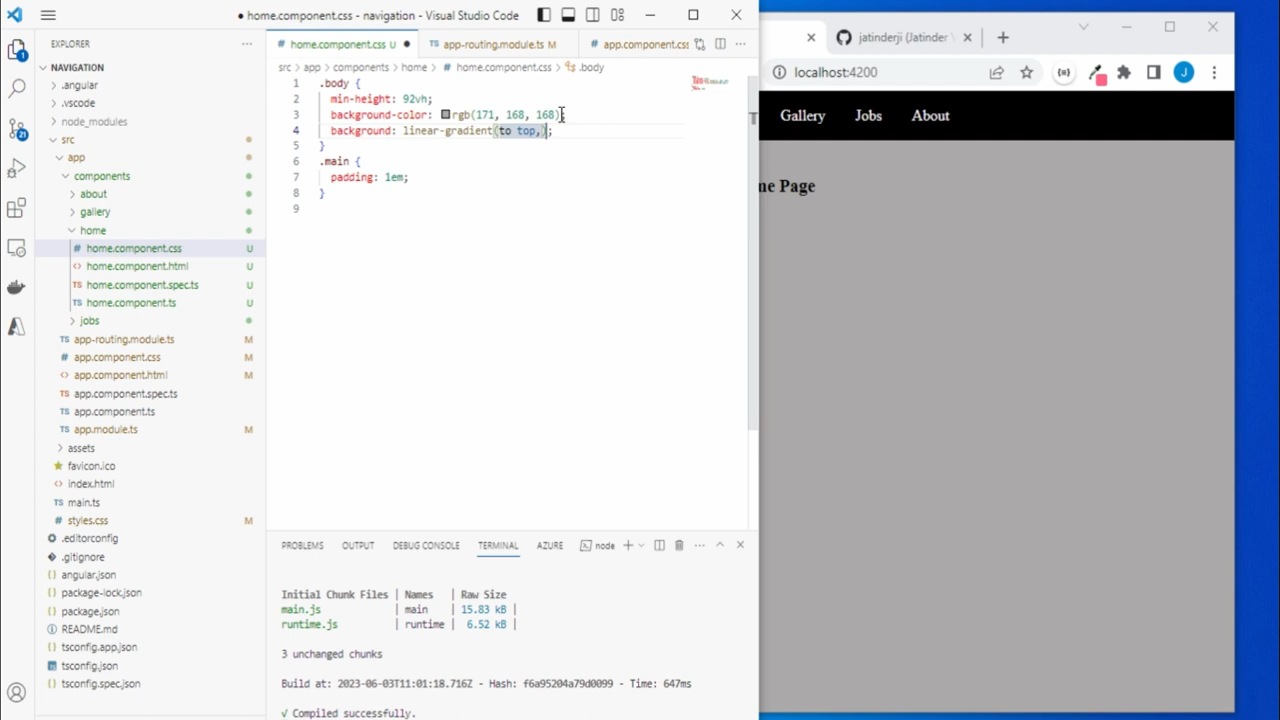 ● home.component.css - navigation - Visual Studio Code
EXPLORER
NAVIGATION
.angular
.vscode
node_modules
src
app
components
about
gallery
home
home.component.css U
home.component.html U
home.component.spec.ts U
home.component.ts U
jobs
app-routing.module.ts M
app.component.css M
app.component.html M
app.component.spec.ts
app.component.ts
app.module.ts M
assets
favicon.ico
index.html
main.ts
styles.css M
.editorconfig
.gitignore
angular.json
package-lock.json
package.json
README.md
tsconfig.app.json
tsconfig.json
tsconfig.spec.json
1
21
home.component.css U ●
app-routing.module.ts M
app.component.css
src > app > components > home > # home.component.css > .body
1 .body {
2 min-height: 92vh;
3 background-color: rgb(171, 168, 168);
4 background: linear-gradient(to top,);
5 }
6 .main {
7 padding: 1em;
8 }
9
PROBLEMS OUTPUT DEBUG CONSOLE TERMINAL AZURE node
Initial Chunk Files | Names | Raw Size
main.js | main | 15.83 kB |
runtime.js | runtime | 6.52 kB |
3 unchanged chunks
Build at: 2023-06-03T11:01:18.716Z - Hash: f6a95204a79d0099 - Time: 647ms
√ Compiled successfully.
jatinderji (Jatinder
localhost:4200
J
Gallery Jobs About
me Page